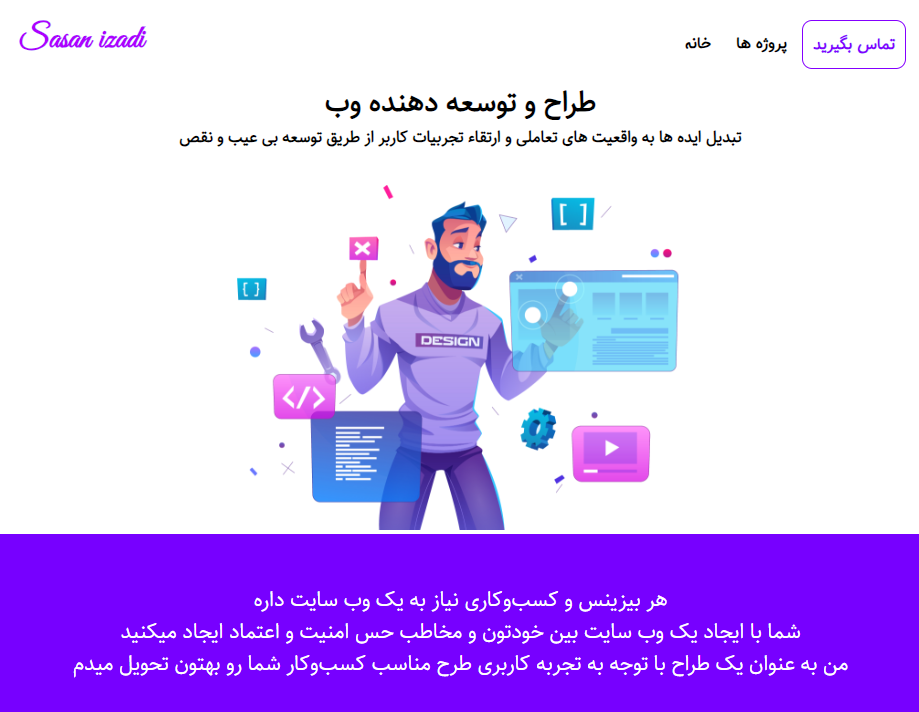 Sasan izadi
خانه
پروژه ها
تماس بگیرید
طراح و توسعه دهنده وب
تبدیل ایده ها به واقعیت های تعاملی و ارتقاء تجربیات کاربر از طریق توسعه بی عیب و نقص
[ ]
{ }
DESIGN
</>
هر بیزینس و کسب‌وکاری نیاز به یک وب سایت داره
شما با ایجاد یک وب سایت بین خودتون و مخاطب حس امنیت و اعتماد ایجاد میکنید
من به عنوان یک طراح با توجه به تجربه کاربری طرح مناسب کسب‌وکار شما رو بهتون تحویل میدم